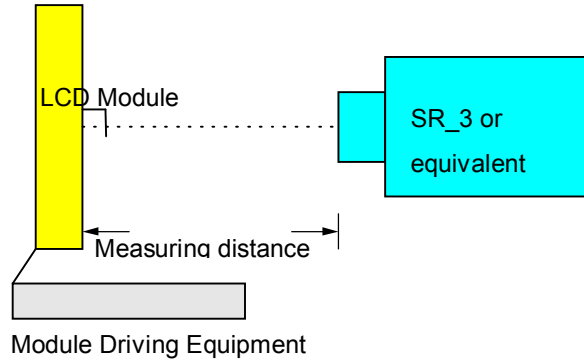 LCD Module
SR_3 or
equivalent
Measuring distance
Module Driving Equipment